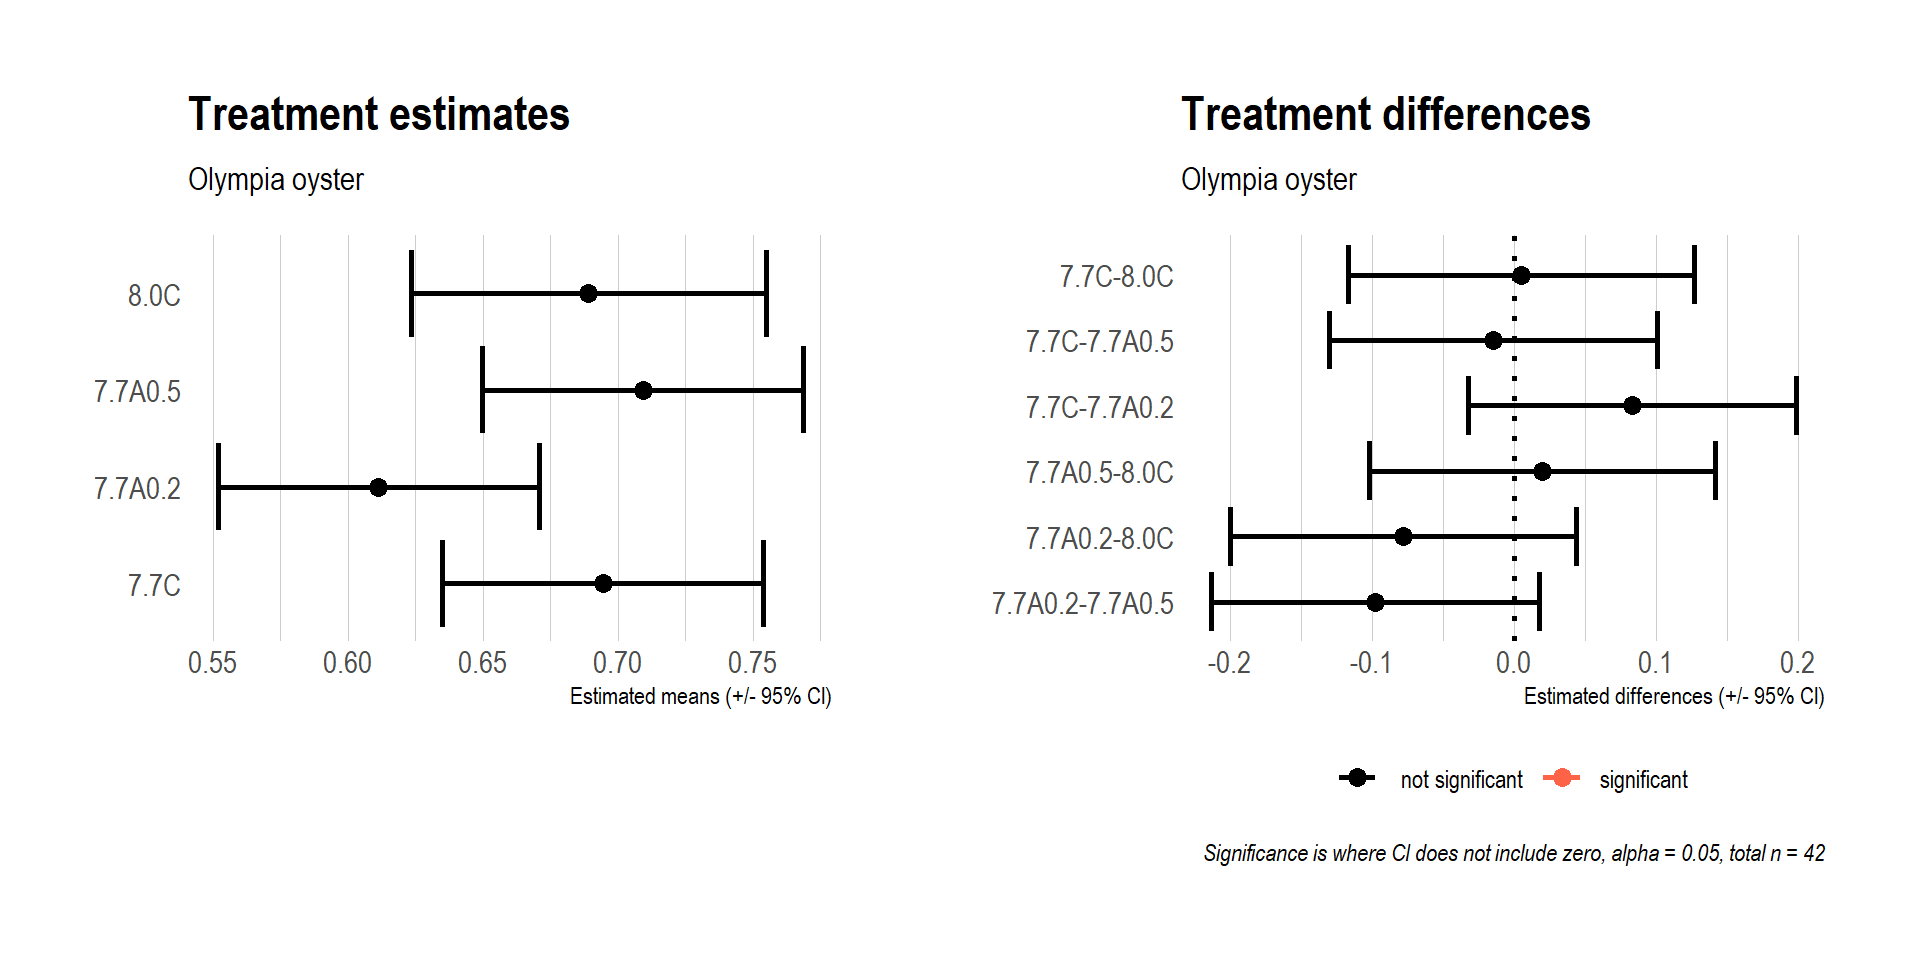 Treatment estimates
Olympia oyster
8.0C
7.7A0.5
7.7A0.2
7.7C
0.55 0.60 0.65 0.70 0.75
Estimated means (+/- 95% CI)
Treatment differences
Olympia oyster
7.7C-8.0C
7.7C-7.7A0.5
7.7C-7.7A0.2
7.7A0.5-8.0C
7.7A0.2-8.0C
7.7A0.2-7.7A0.5
-0.2 -0.1 0.0 0.1 0.2
Estimated differences (+/- 95% CI)
not significant significant
Significance is where CI does not include zero, alpha = 0.05, total n = 42